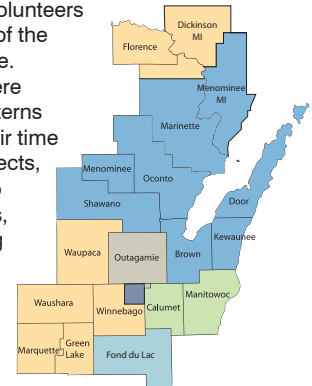 olunteers
of the
e.
ere
terns
ir time
ects,
s,
g
Dickinson
MI
Florence
Menominee
MI
Marinette
Menominee
Oconto
Shawano
Door
Kewaunee
Waupaca
Outagamie
Brown
Waushara
Winnebago
Calumet
Manitowoc
Marquette
Green
Lake
Fond du Lac